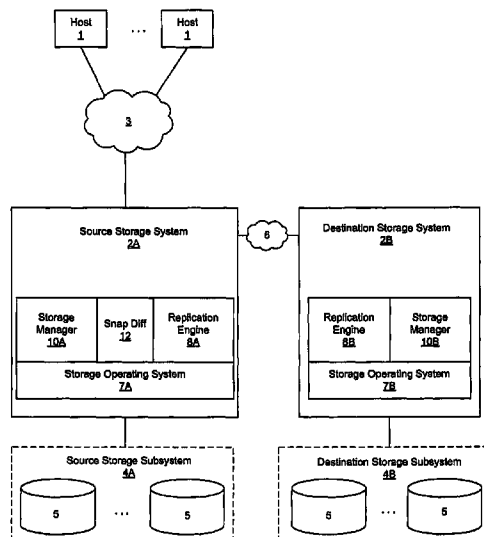 Host
1
...
Host
1
3
Source Storage System
2A
6
Destination Storage System
2B
Storage Manager
10A
Snap Diff
12
Replication Engine
8A
Storage Operating System
7A
Replication Engine
8B
Storage Manager
10B
Storage Operating System
7B
Source Storage Subsystem
4A
5
...
5
Destination Storage Subsystem
4B
5
...
5